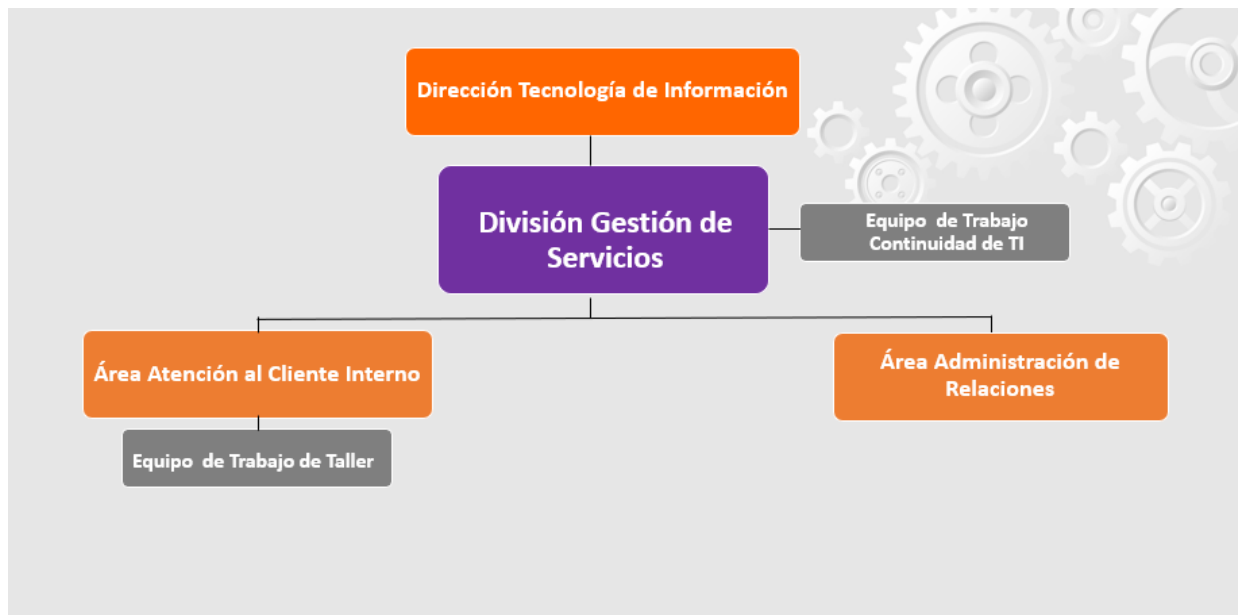 Dirección Tecnología de Información
División Gestión de
Servicios
Equipo de Trabajo
Continuidad de TI
Área Atención al Cliente Interno
Área Administración de
Relaciones
Equipo de Trabajo de Taller